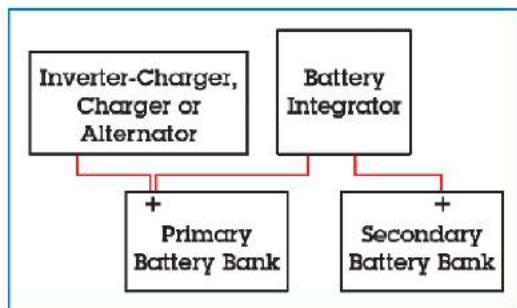 Inverter-Charger,
Charger or
Alternator
Battery
Integrator
+
Primary
Battery Bank
+
Secondary
Battery Bank